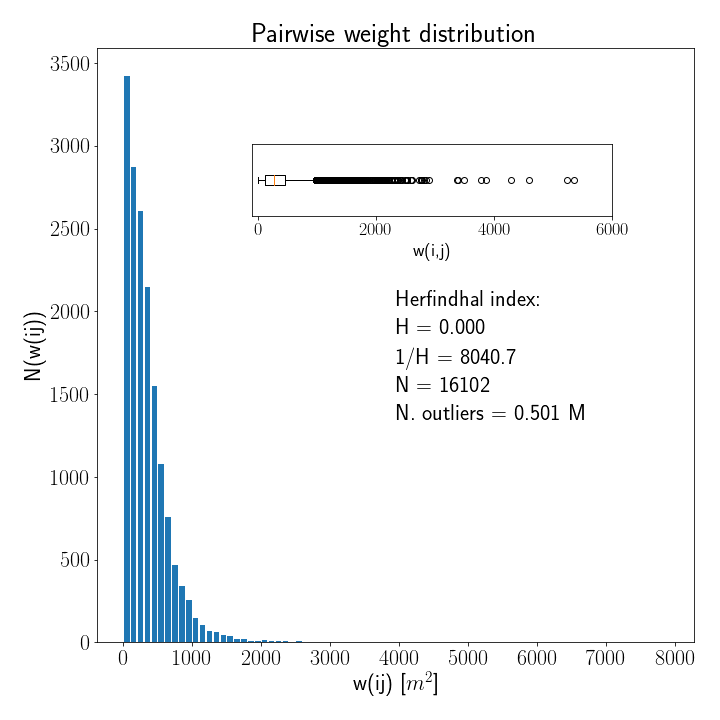 Pairwise weight distribution
3500
3000
2500
2000
1500
1000
500
0
N(w(ij))
0 2000 4000 6000
w(i,j)
Herfindhal index:
H = 0.000
1/H = 8040.7
N = 16102
N. outliers = 0.501 M
0 1000 2000 3000 4000 5000 6000 7000 8000
w(ij) [m²]